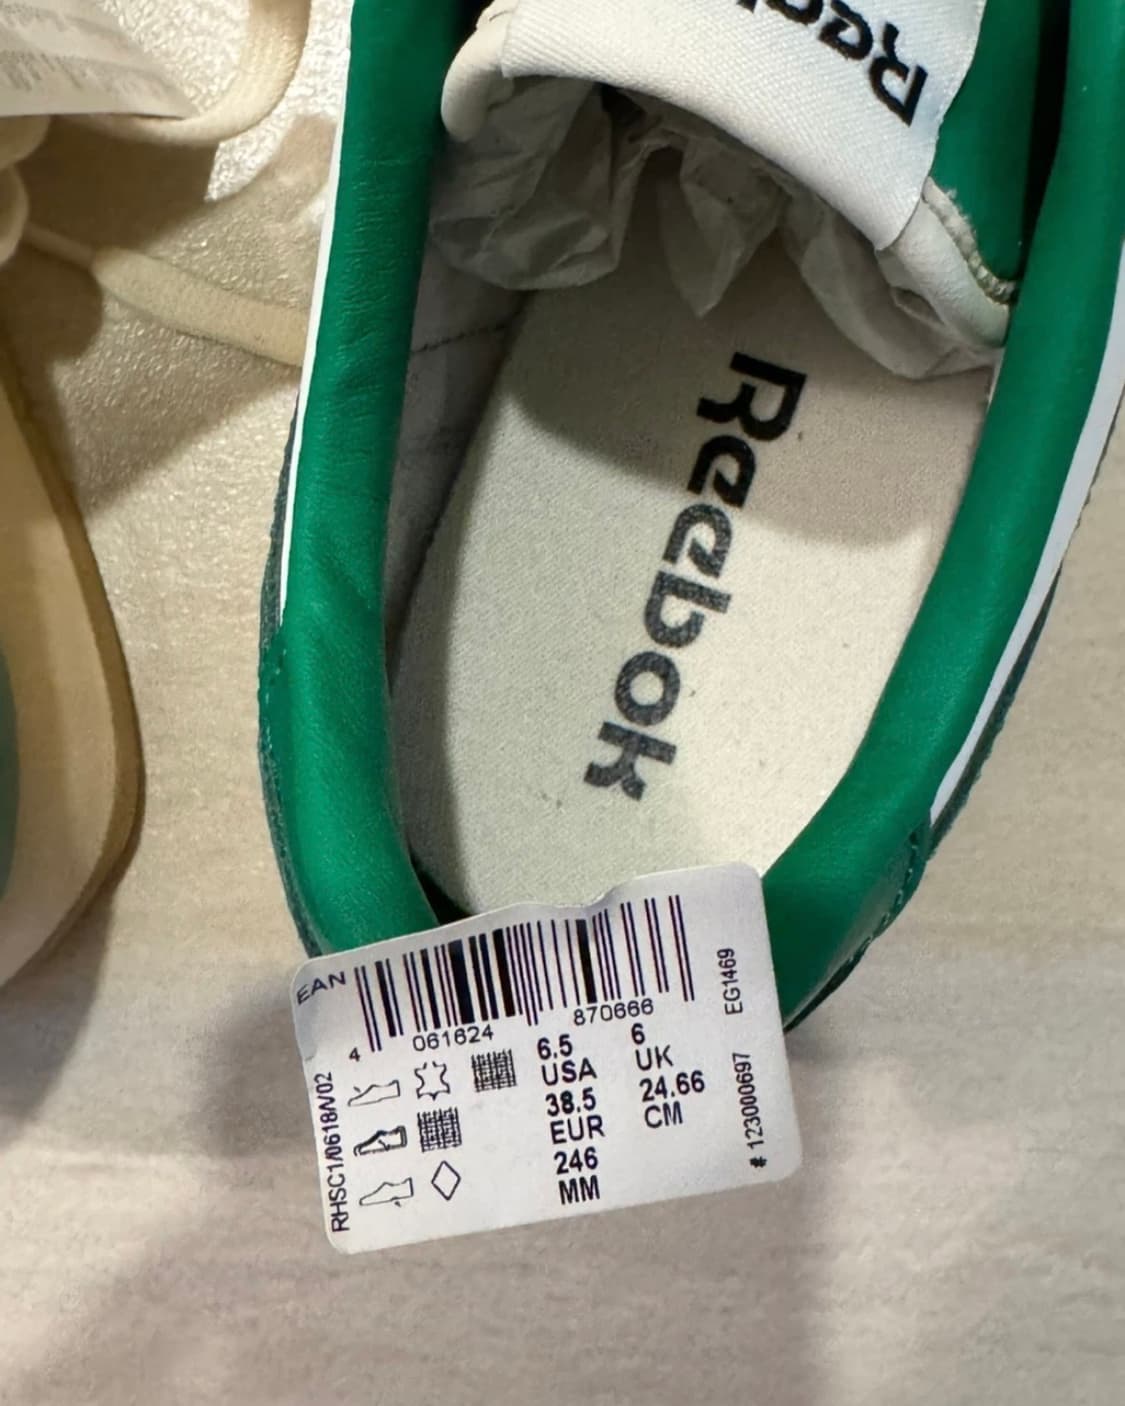 Reebok
Reebok
EAN
4 061624 870666
EG1469
RHSC1/0618/V02
6.5
USA
38.5
EUR
246
MM
6
UK
24.66
CM
# 123000697